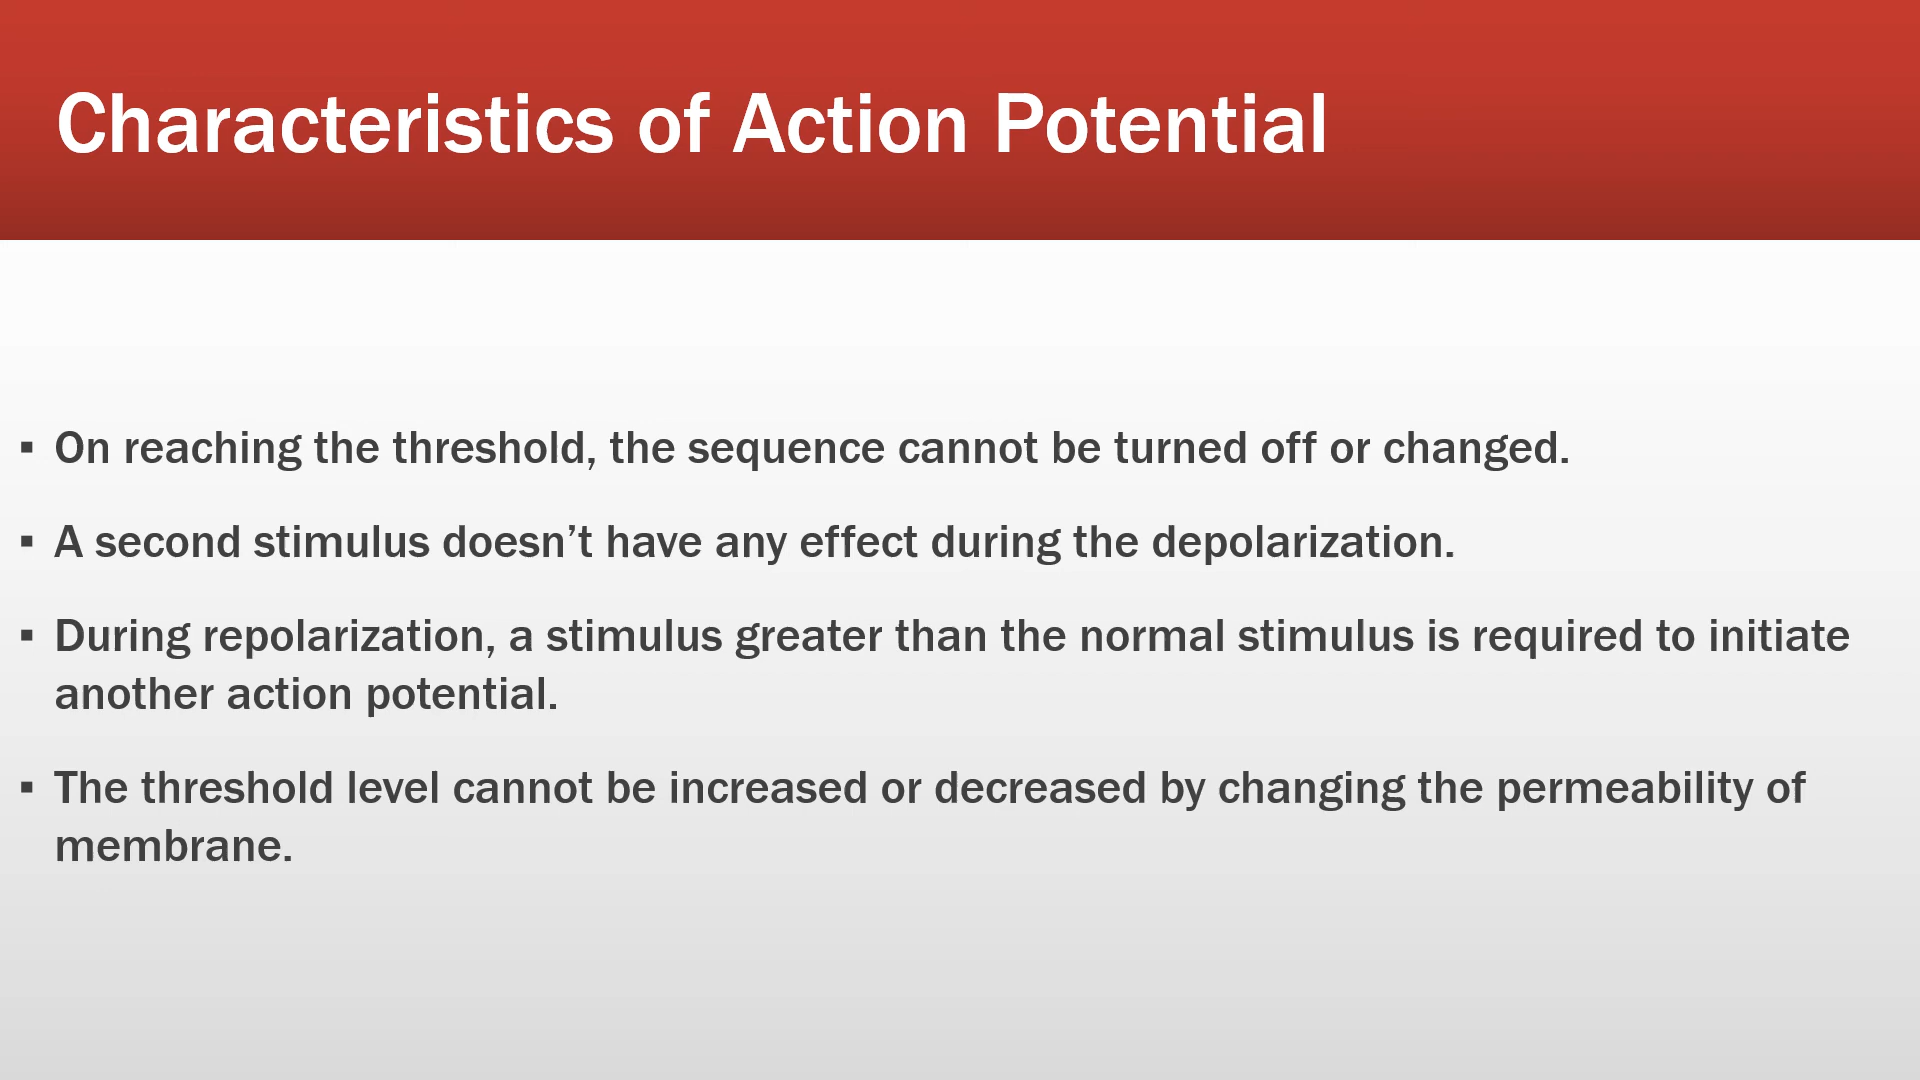 Characteristics of Action Potential
▪ On reaching the threshold, the sequence cannot be turned off or changed.
▪ A second stimulus doesn’t have any effect during the depolarization.
▪ During repolarization, a stimulus greater than the normal stimulus is required to initiate
another action potential.
▪ The threshold level cannot be increased or decreased by changing the permeability of
membrane.